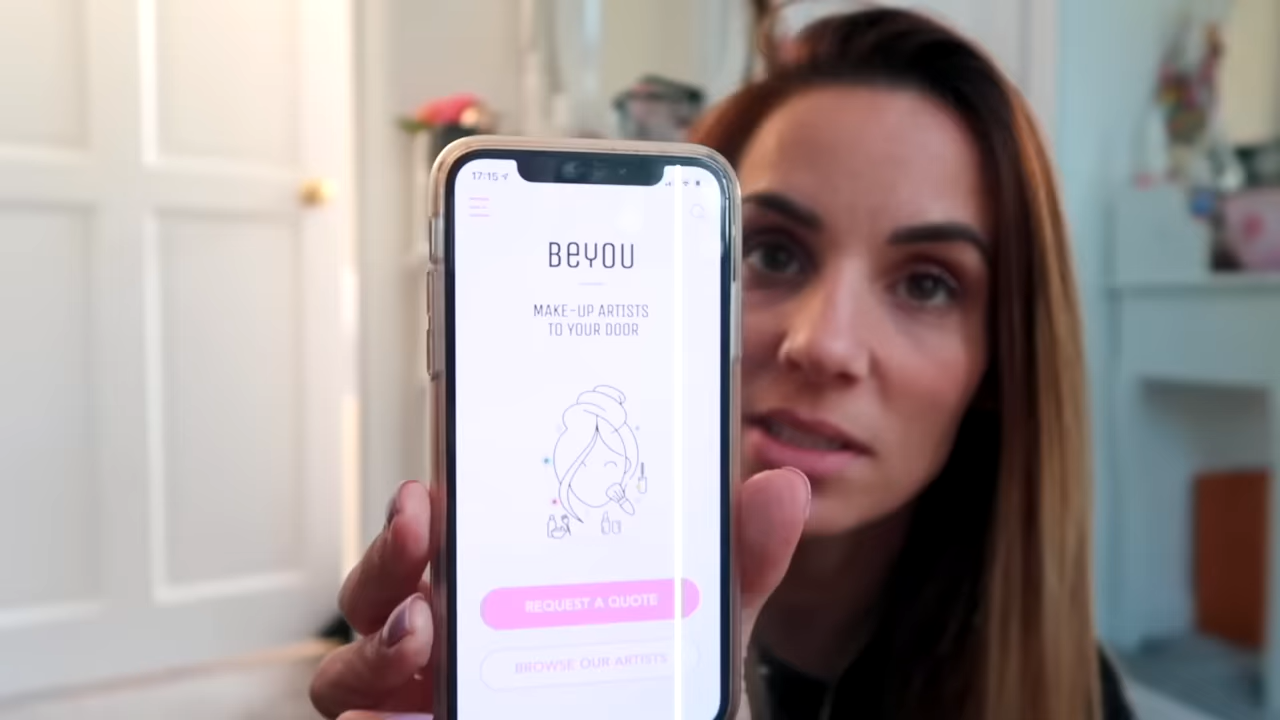 17:15
BEYOU
MAKE-UP ARTISTS
TO YOUR DOOR
REQUEST A QUOTE
BROWSE OUR ARTISTS